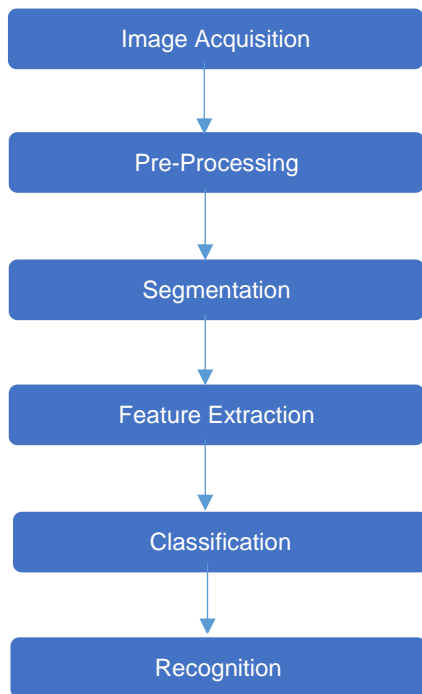 Image Acquisition
Pre-Processing
Segmentation
Feature Extraction
Classification
Recognition